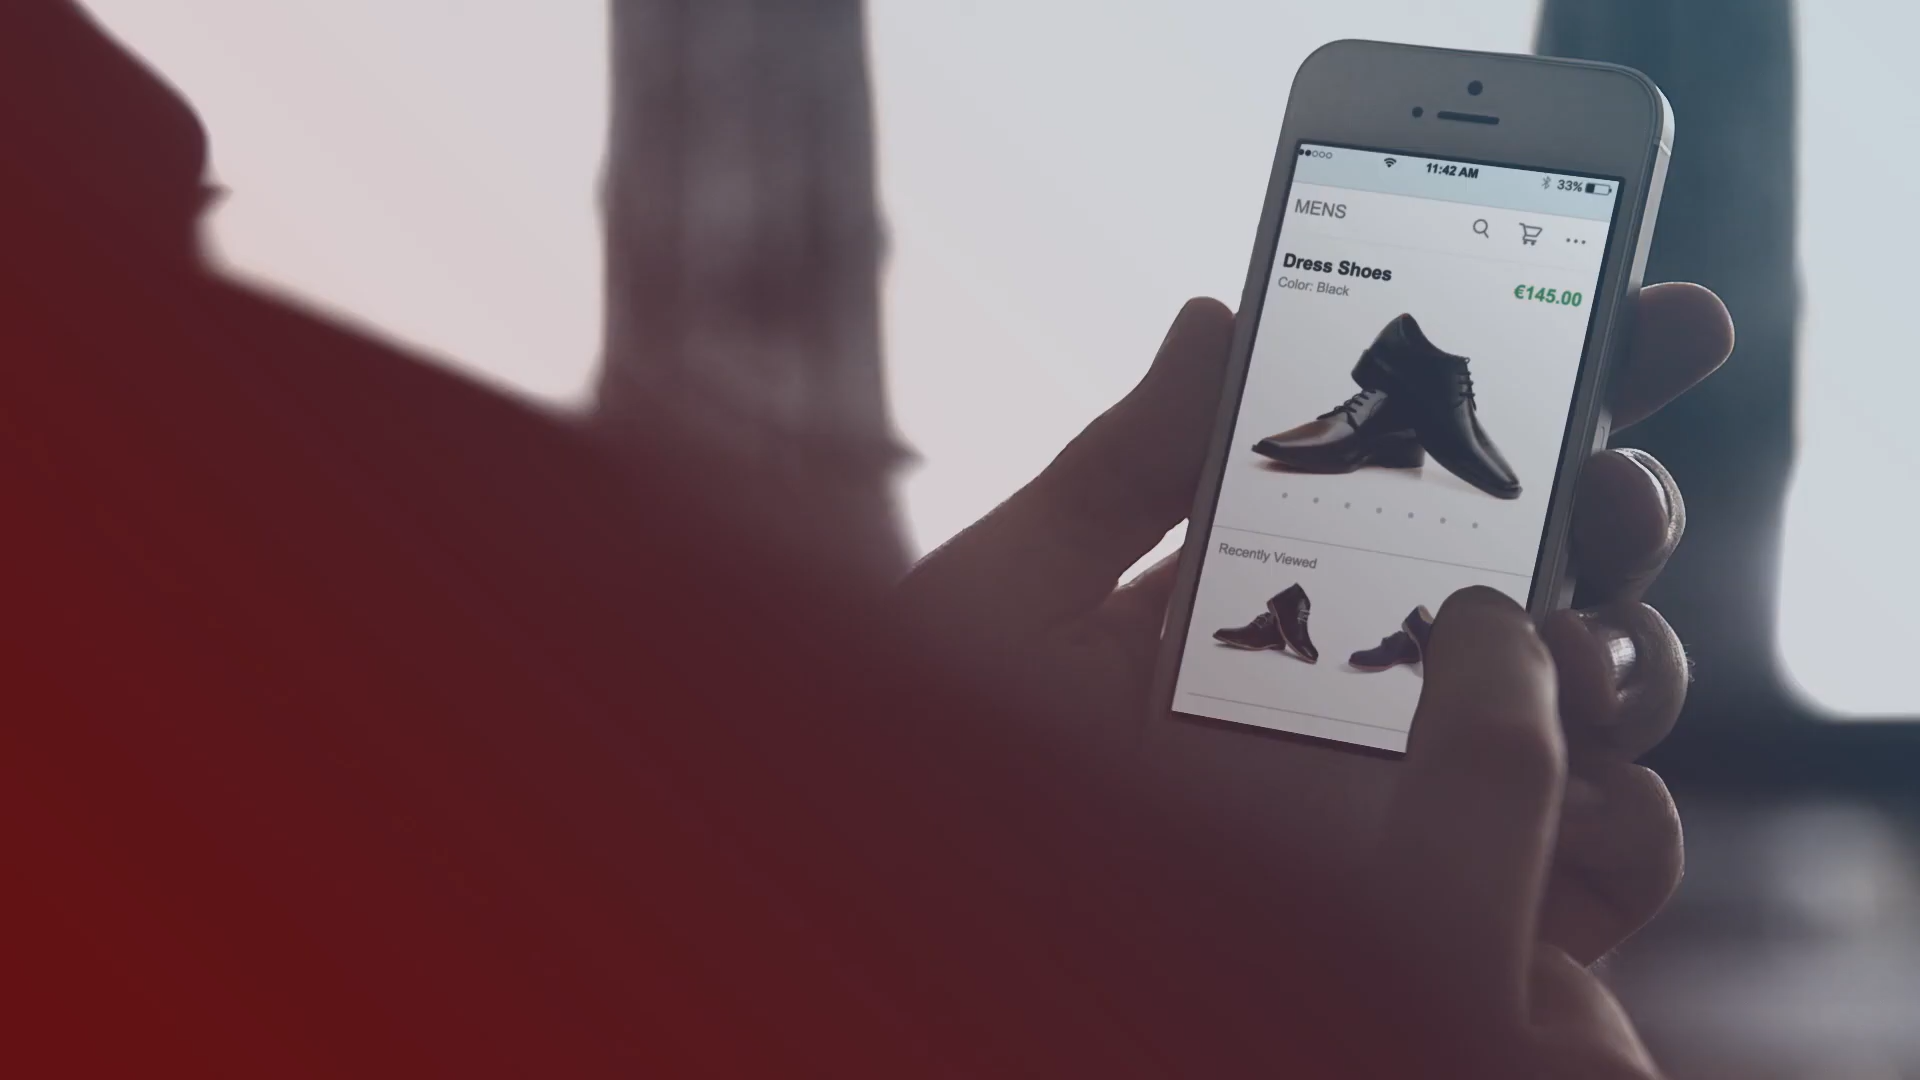 11:42 AM
33%
MENS
Dress Shoes
Color: Black
€145.00
Recently Viewed